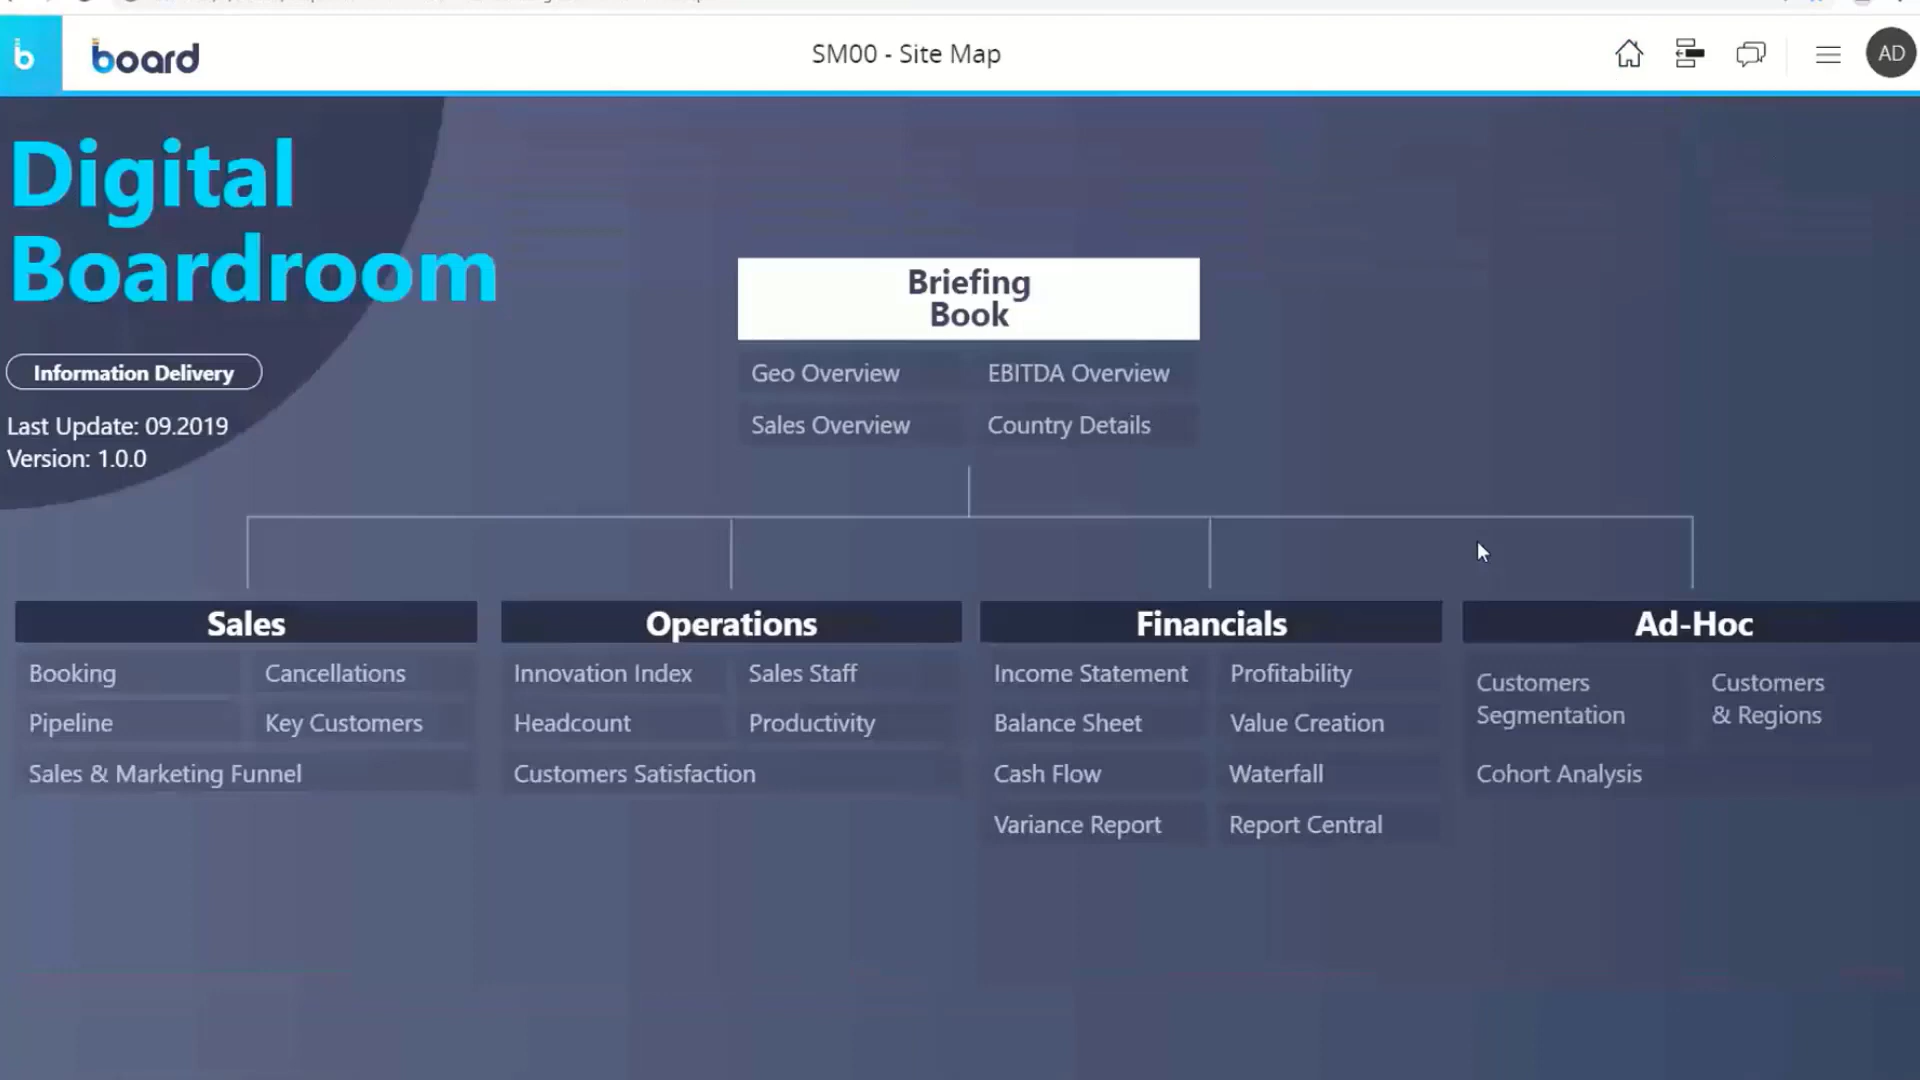 b
board
SM00 - Site Map
AD
Digital
Boardroom
Information Delivery
Last Update: 09.2019
Version: 1.0.0
Briefing
Book
Geo Overview
EBITDA Overview
Sales Overview
Country Details
Sales
Booking
Cancellations
Pipeline
Key Customers
Sales & Marketing Funnel
Operations
Innovation Index
Sales Staff
Headcount
Productivity
Customers Satisfaction
Financials
Income Statement
Profitability
Balance Sheet
Value Creation
Cash Flow
Waterfall
Variance Report
Report Central
Ad-Hoc
Customers
Segmentation
Customers
& Regions
Cohort Analysis